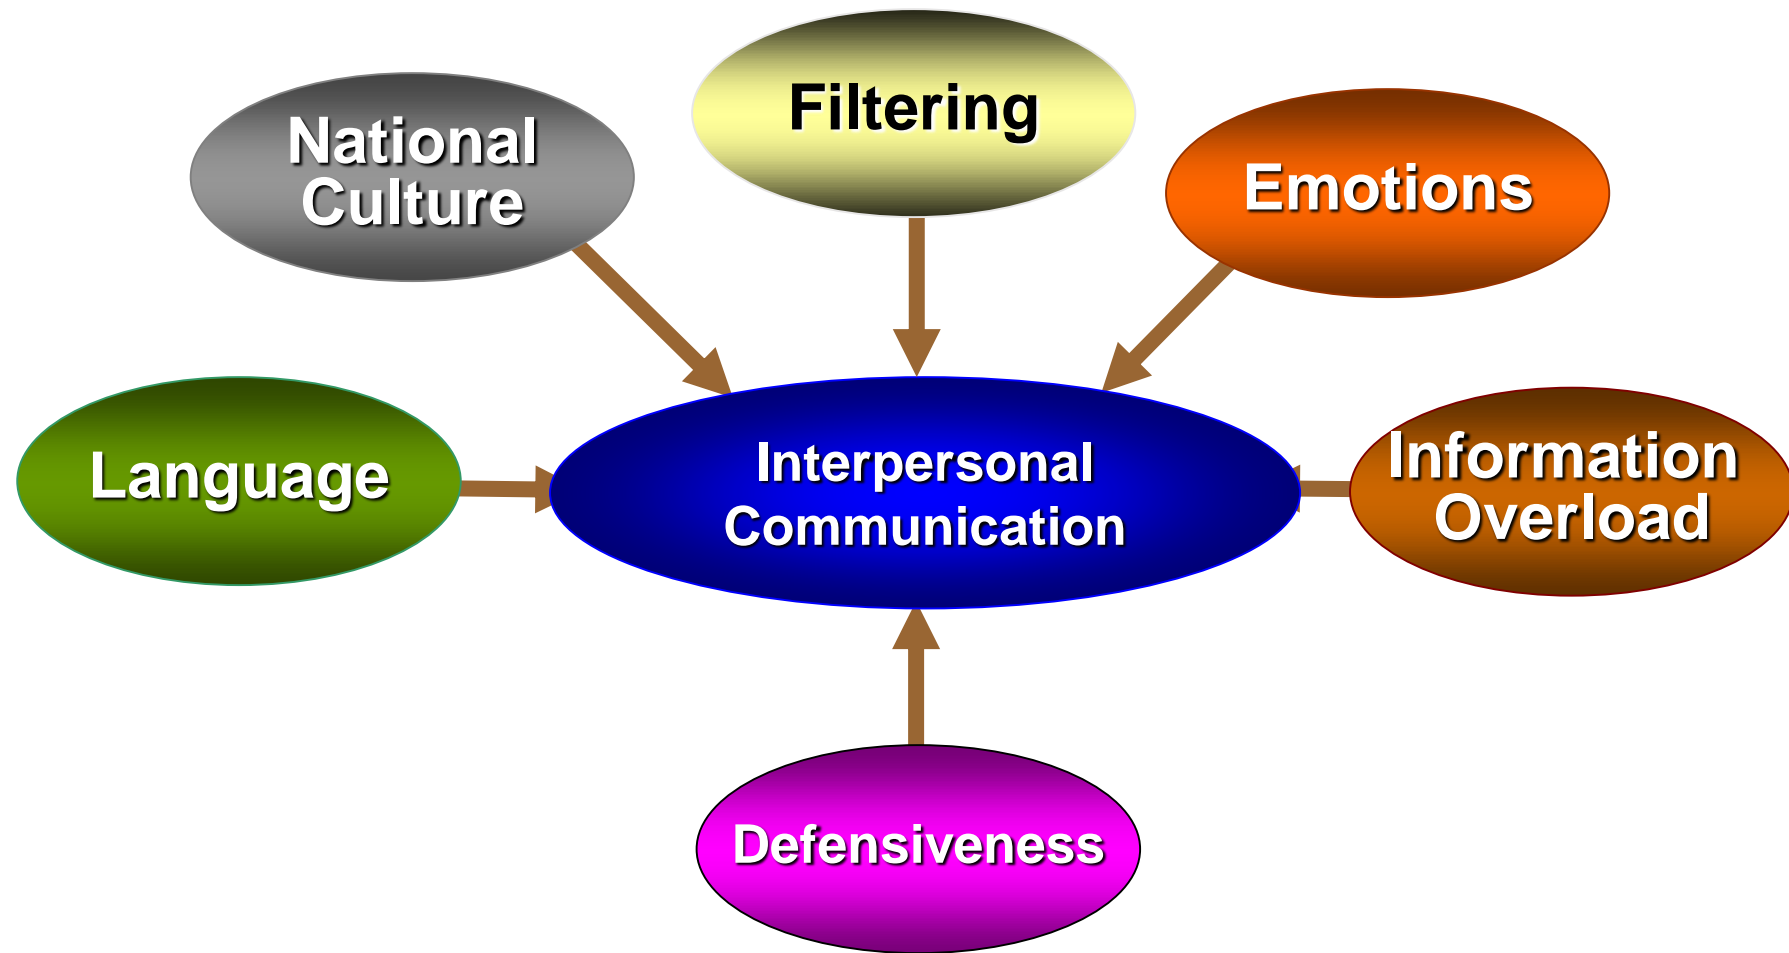 Filtering
National
Culture
Emotions
Language
Interpersonal
Communication
Information
Overload
Defensiveness